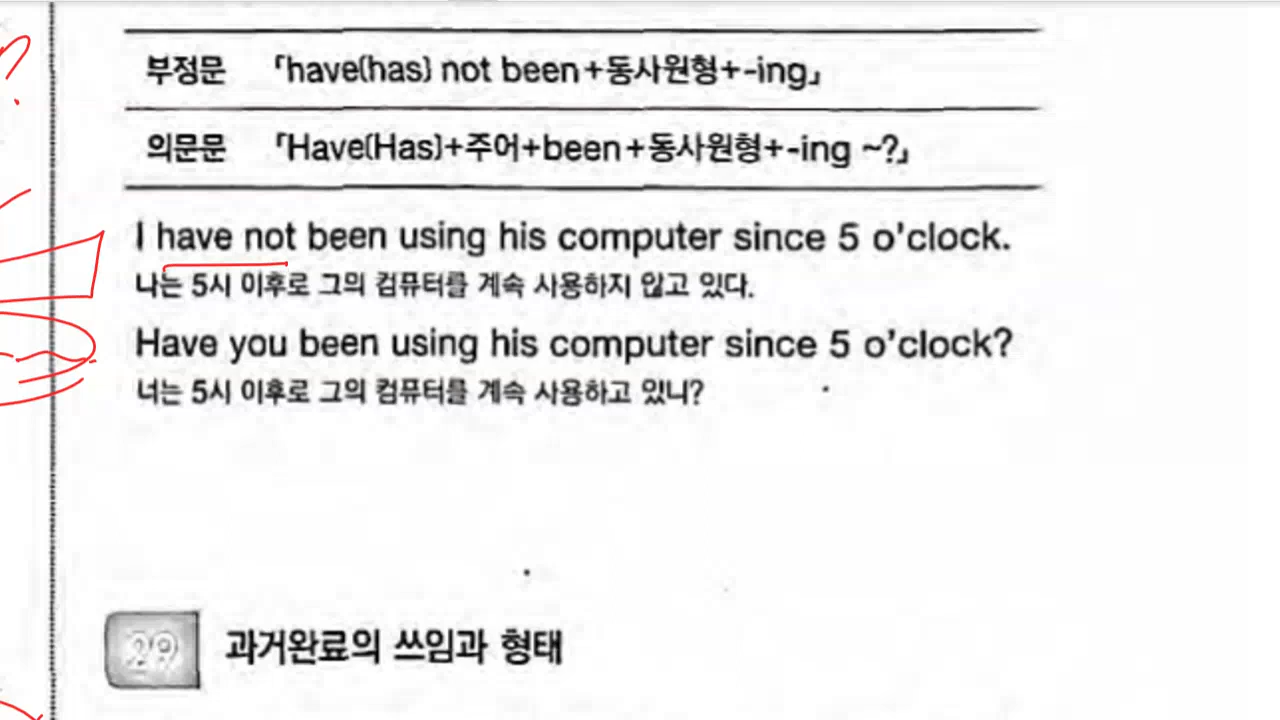 부정문 「have(has) not been+동사원형+-ing」
의문문 「Have(Has)+주어+been+동사원형+-ing ~?」
I have not been using his computer since 5 o'clock.
나는 5시 이후로 그의 컴퓨터를 계속 사용하지 않고 있다.
Have you been using his computer since 5 o'clock?
너는 5시 이후로 그의 컴퓨터를 계속 사용하고 있니?
29 과거완료의 쓰임과 형태